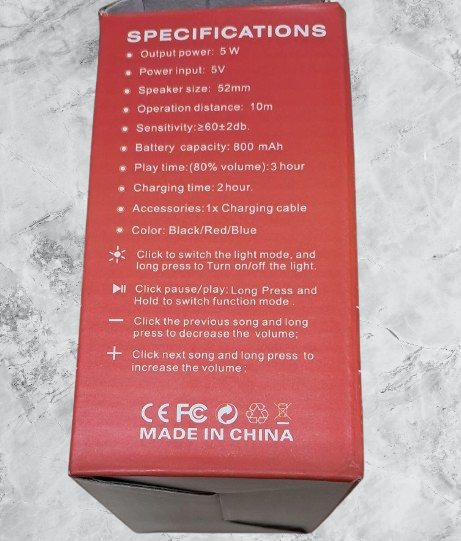 SPECIFICATIONS
Output power: 5 W
Power input: 5V
Speaker size: 52mm
Operation distance: 10m
Sensitivity:≥60±2db.
Battery capacity: 800 mAh
Play time:(80% volume):3 hour
Charging time: 2 hour.
Accessories:1x Charging cable
Color: Black/Red/Blue
Click to switch the light mode, and
long press to Turn on/off the light.
Click pause/play; Long Press and
Hold to switch function mode .
Click the previous song and long
press to decrease the volume;
Click next song and long press to
increase the volume;
CE FC
MADE IN CHINA